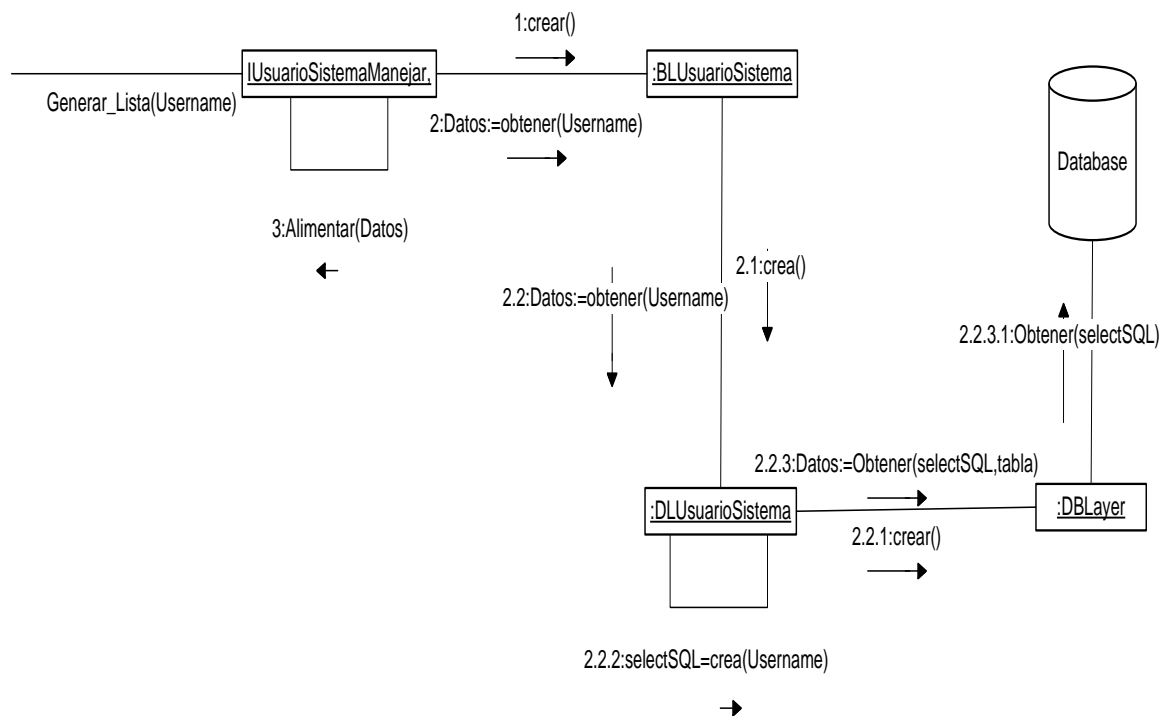 1:crear()
IUsuarioSistemaManejar,
:BLUsuarioSistema
Generar_Lista(Username)
2:Datos:=obtener(Username)
Database
3:Alimentar(Datos)
2.1:crea()
2.2:Datos:=obtener(Username)
2.2.3.1:Obtener(selectSQL)
2.2.3:Datos:=Obtener(selectSQL,tabla)
:DLUsuarioSistema
:DBLayer
2.2.1:crear()
2.2.2:selectSQL=crea(Username)